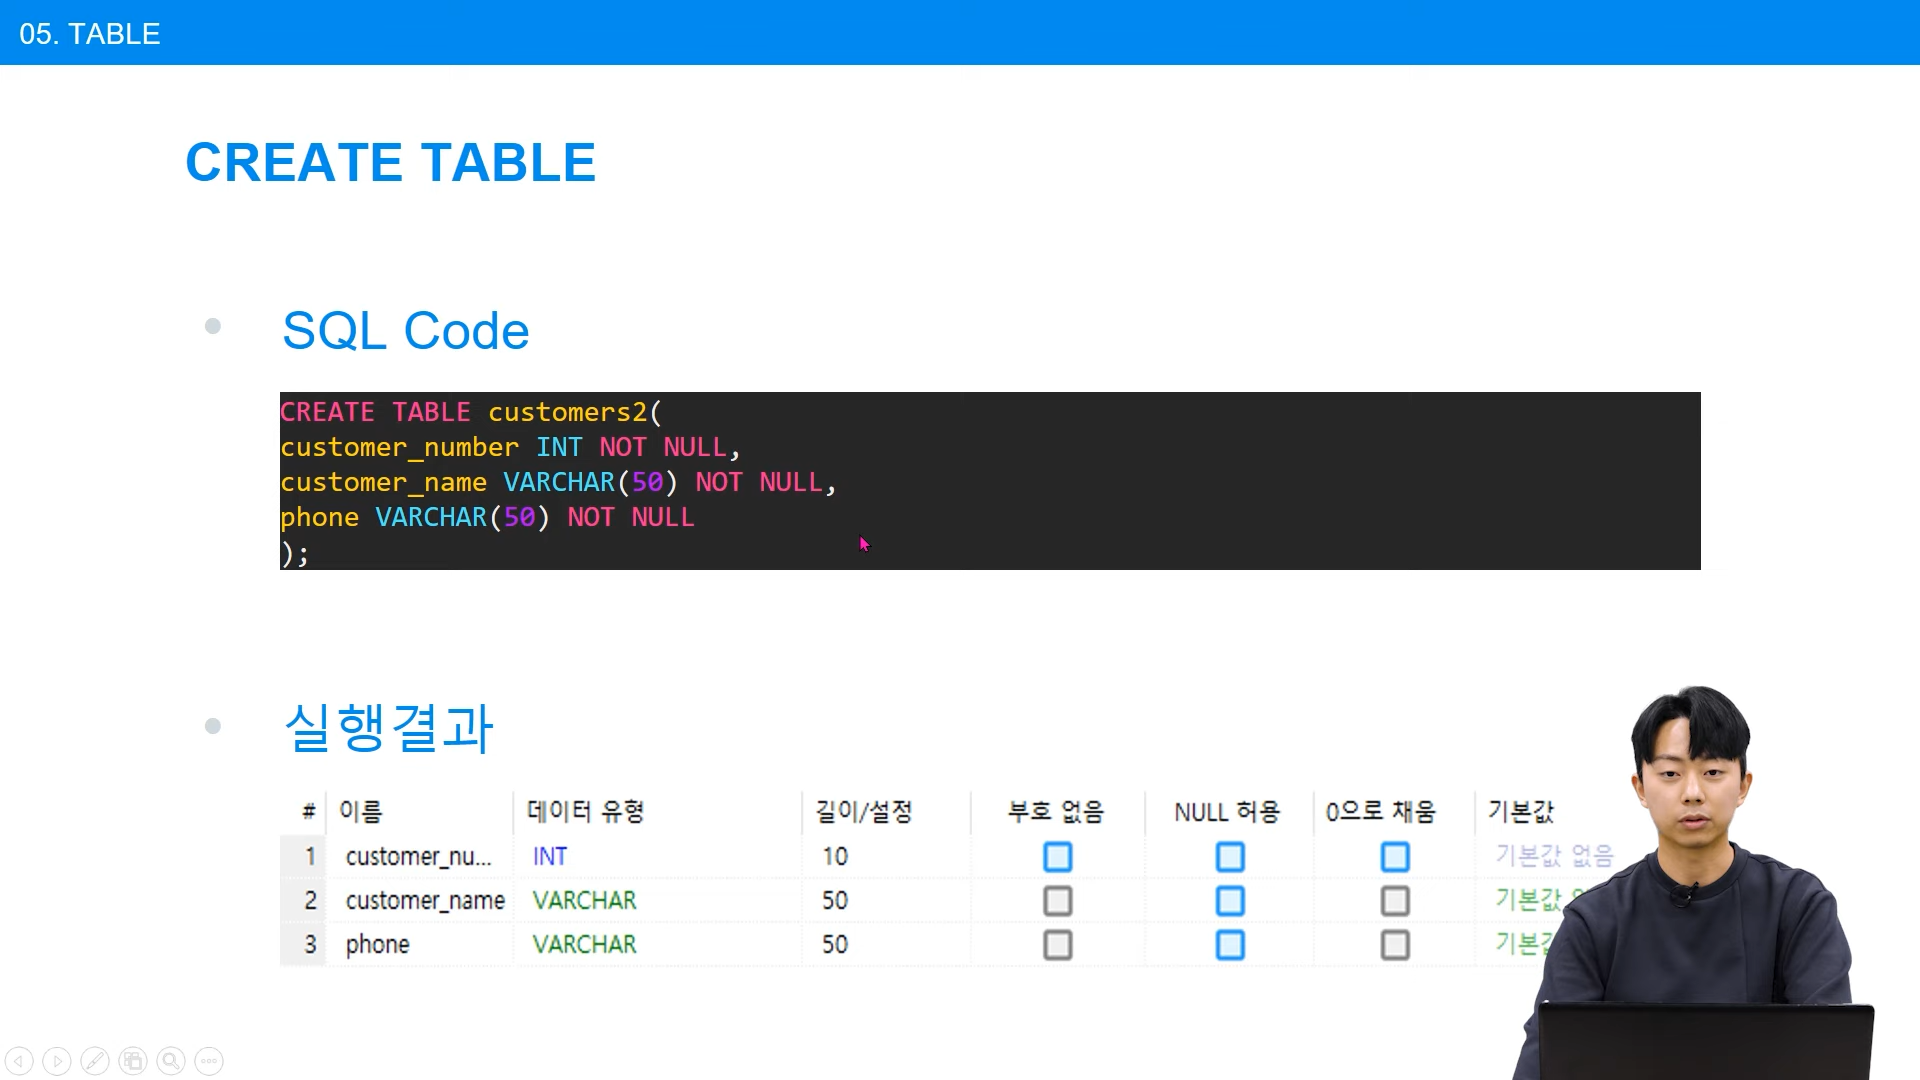 05. TABLE
CREATE TABLE
SQL Code
CREATE TABLE customers2(
customer_number INT NOT NULL,
customer_name VARCHAR(50) NOT NULL,
phone VARCHAR(50) NOT NULL
);
실행결과
# 이름 데이터 유형 길이/설정 부호 없음 NULL 허용 0으로 채움 기본값
1 customer_nu... INT 10 기본값 없음
2 customer_name VARCHAR 50 기본값
3 phone VARCHAR 50